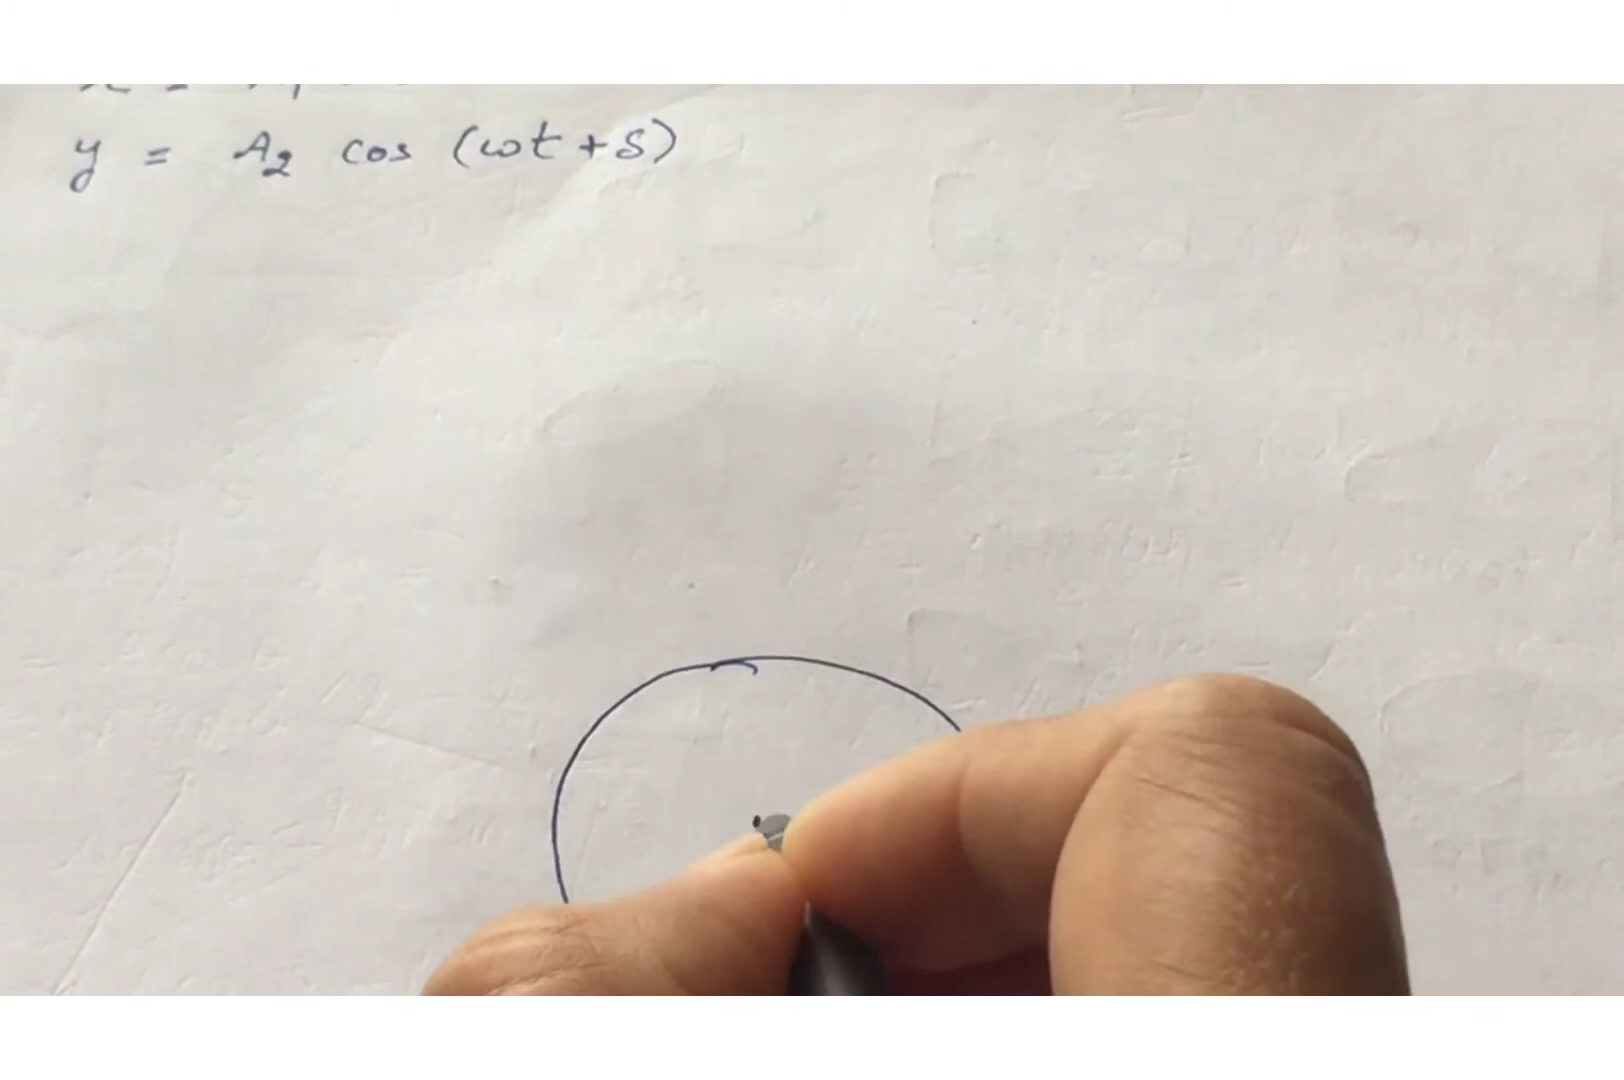 y = A₂ cos (ωt + δ)